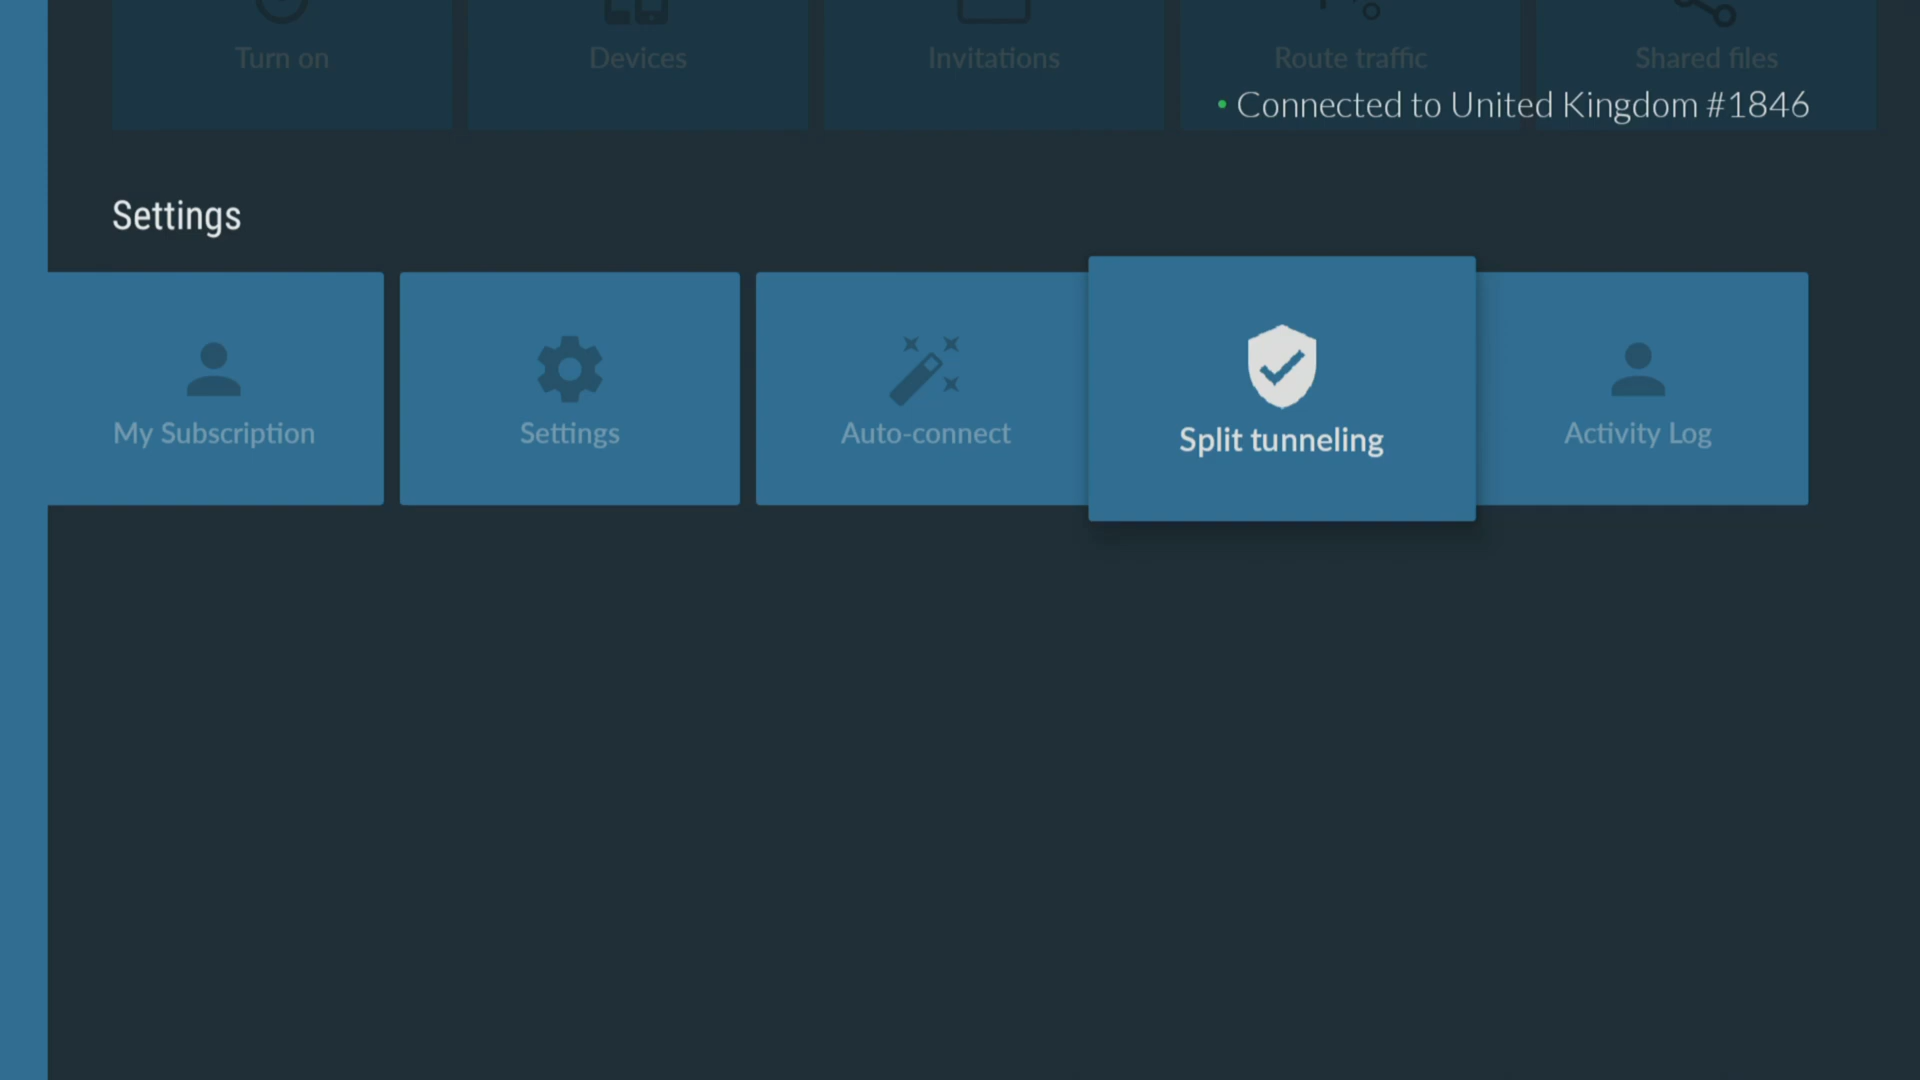 Turn on
Devices
Invitations
Route traffic
Shared files
Connected to United Kingdom #1846
Settings
My Subscription
Settings
Auto-connect
Split tunneling
Activity Log